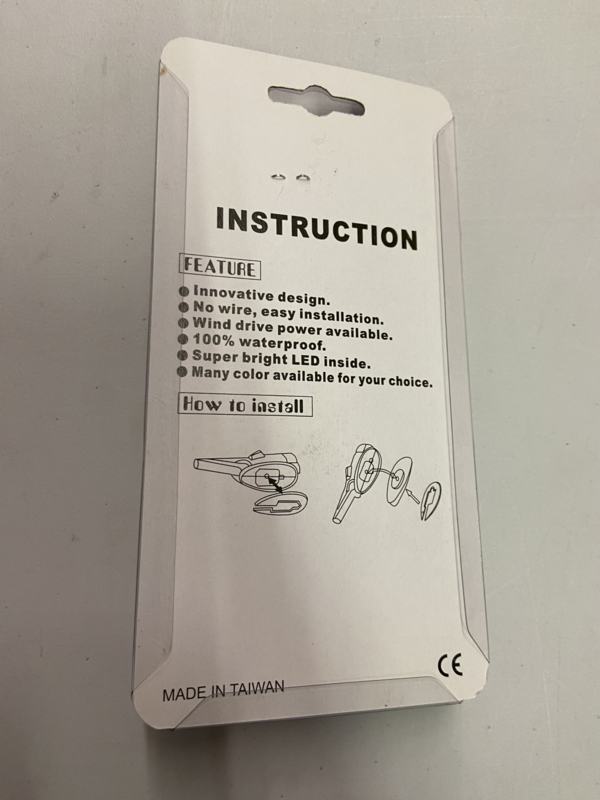 INSTRUCTION
FEATURE
Innovative design.
No wire, easy installation.
Wind drive power available.
100% waterproof.
Super bright LED inside.
Many color available for your choice.
How to install
CE
MADE IN TAIWAN